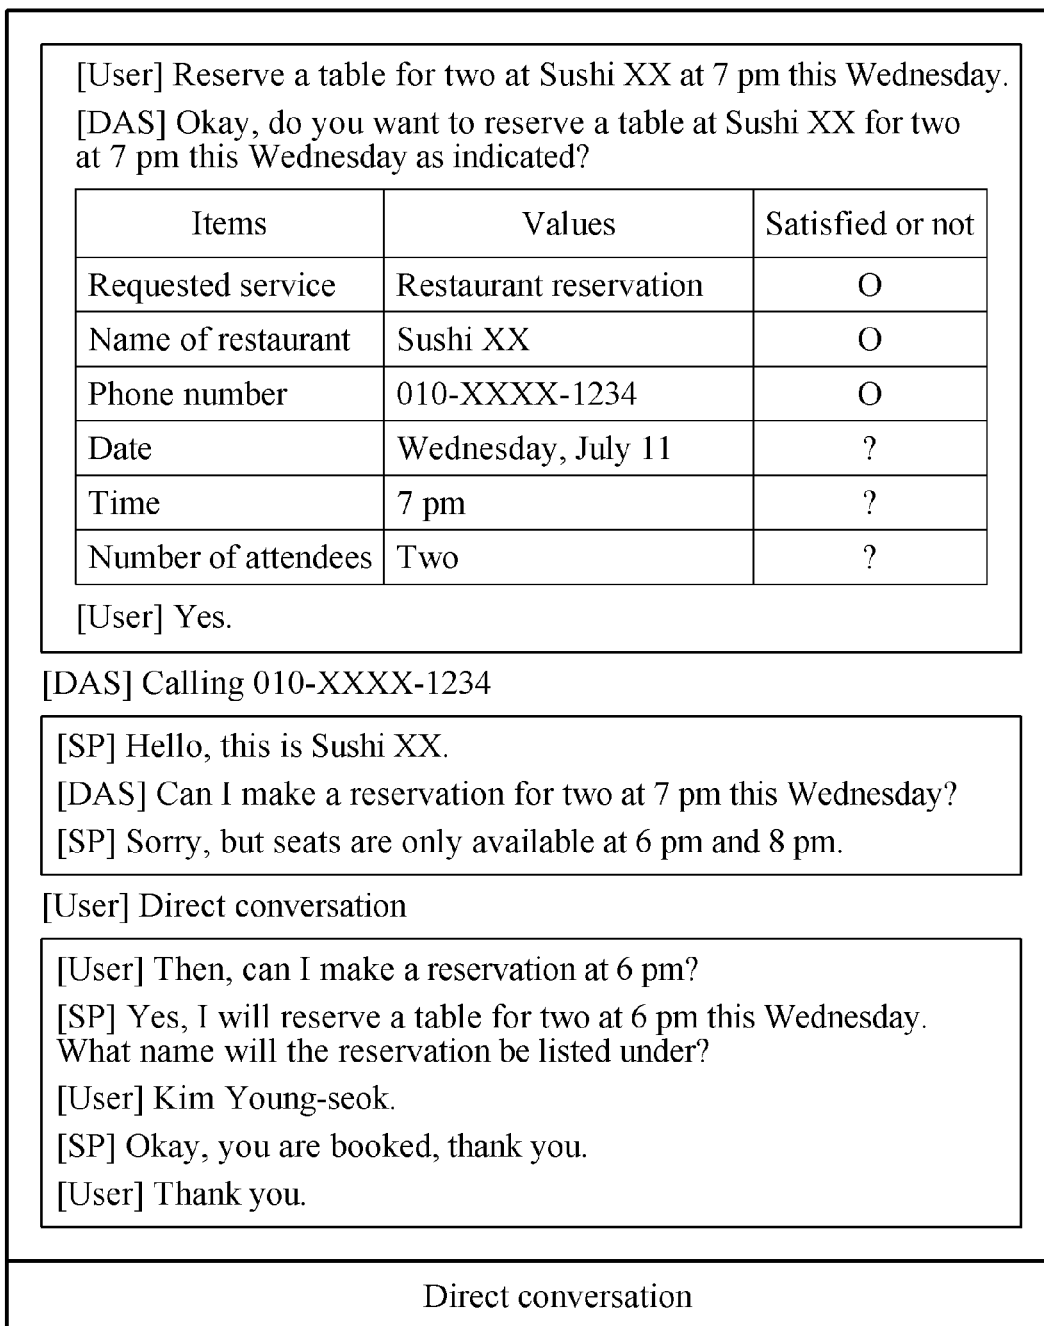 [User] Reserve a table for two at Sushi XX at 7 pm this Wednesday.
[DAS] Okay, do you want to reserve a table at Sushi XX for two
at 7 pm this Wednesday as indicated?
Items Values Satisfied or not
Requested service Restaurant reservation O
Name of restaurant Sushi XX O
Phone number 010-XXXX-1234 O
Date Wednesday, July 11 ?
Time 7 pm ?
Number of attendees Two ?
[User] Yes.
[DAS] Calling 010-XXXX-1234
[SP] Hello, this is Sushi XX.
[DAS] Can I make a reservation for two at 7 pm this Wednesday?
[SP] Sorry, but seats are only available at 6 pm and 8 pm.
[User] Direct conversation
[User] Then, can I make a reservation at 6 pm?
[SP] Yes, I will reserve a table for two at 6 pm this Wednesday.
What name will the reservation be listed under?
[User] Kim Young-seok.
[SP] Okay, you are booked, thank you.
[User] Thank you.
Direct conversation